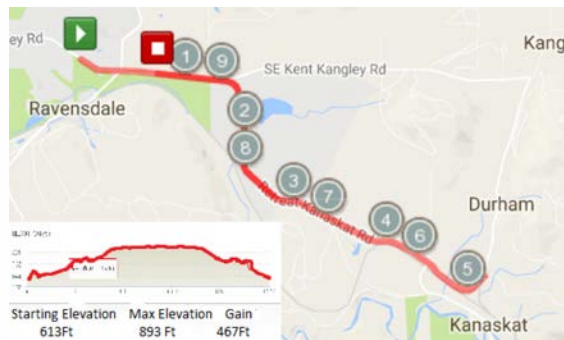 ey Rd
1
9
SE Kent Kangley Rd
Kang
Ravensdale
2
8
3
7
Retreat Kanaskat Rd
4
6
Durham
5
Kanaskat
Starting Elevation Max Elevation Gain
613Ft 893 Ft 467Ft